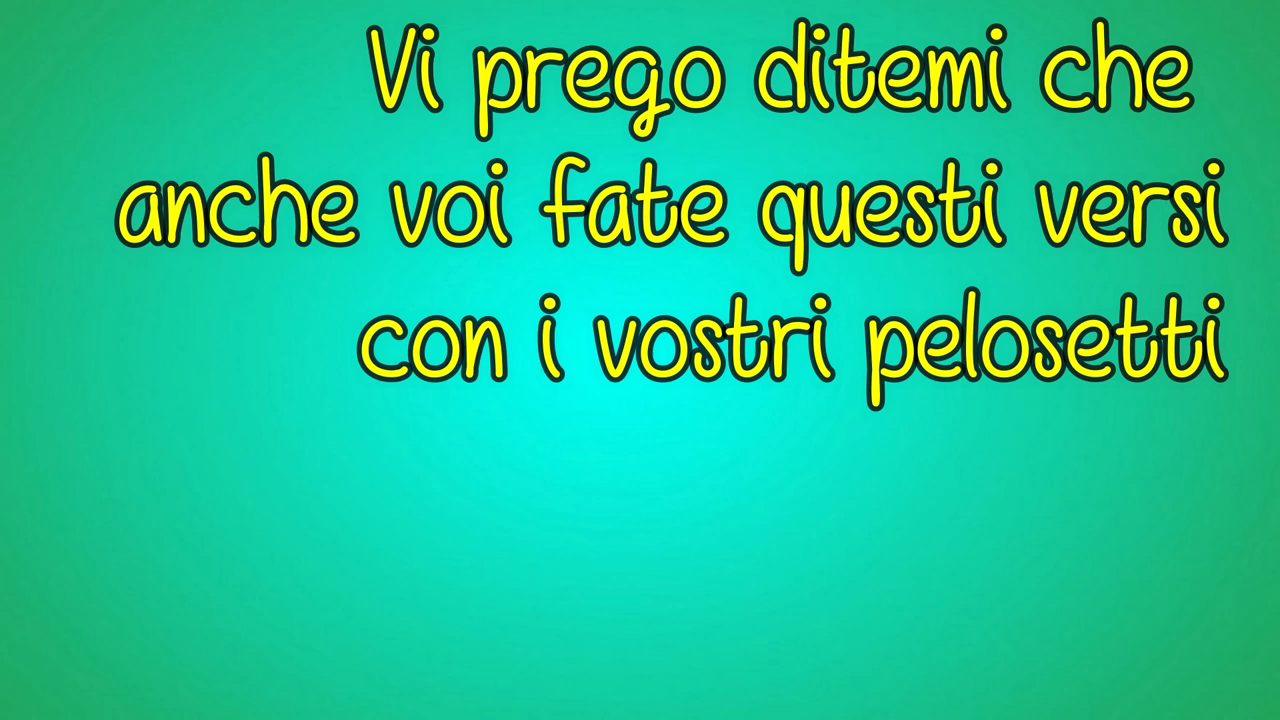 Vi prego ditemi che
anche voi fate questi versi
con i vostri pelosetti